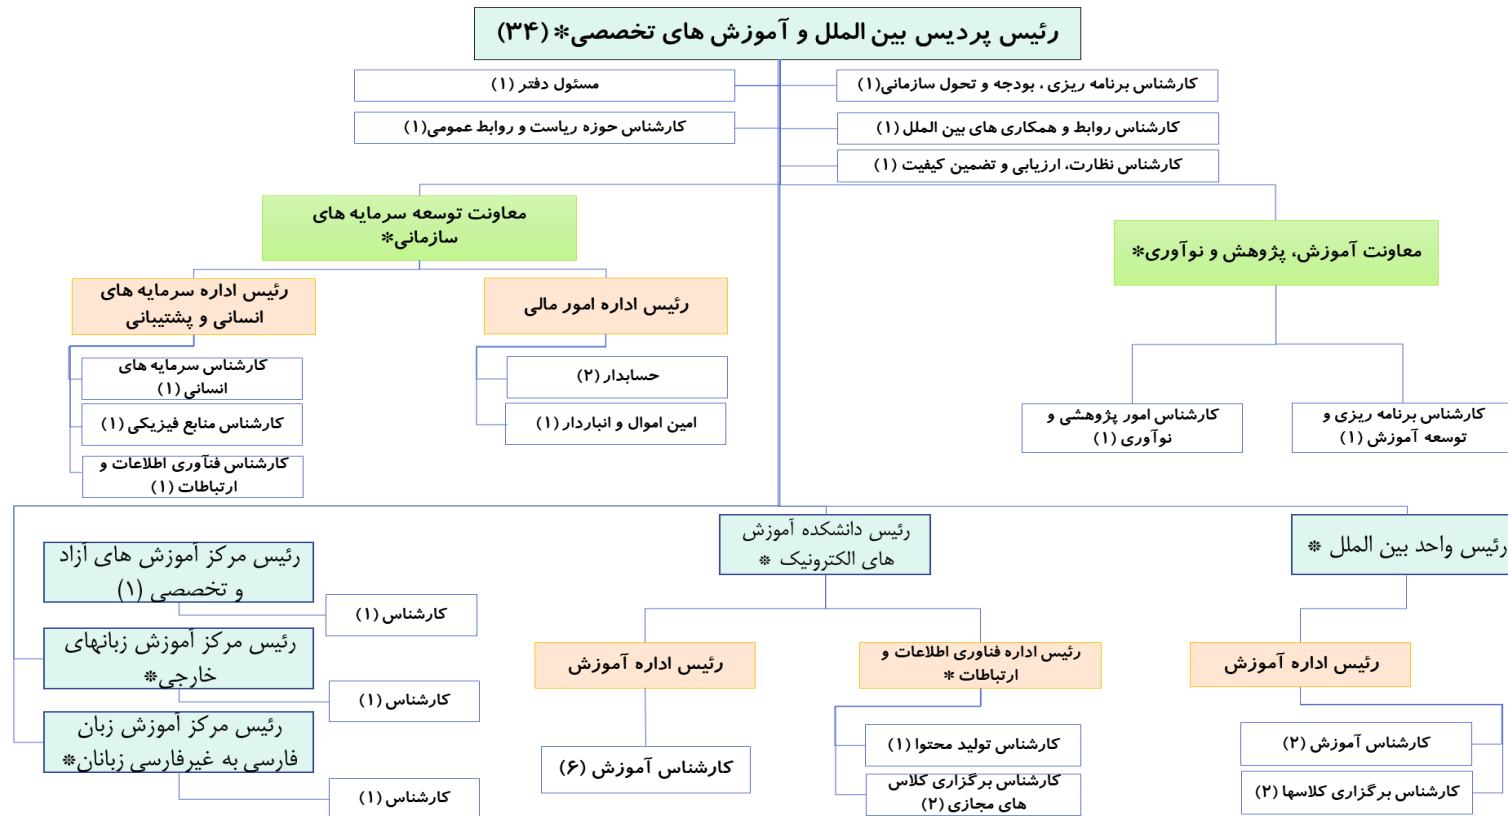 رئیس پردیس بین الملل و آموزش های تخصصی* (۳۴)
کارشناس برنامه ریزی ، بودجه و تحول سازمانی(۱)
مسئول دفتر (۱)
کارشناس روابط و همکاری های بین الملل (۱)
کارشناس حوزه ریاست و روابط عمومی(۱)
کارشناس نظارت، ارزیابی و تضمین کیفیت (۱)
معاونت آموزش، پژوهش و نوآوری*
کارشناس برنامه ریزی و
توسعه آموزش (۱)
کارشناس امور پژوهشی و
نوآوری (۱)
معاونت توسعه سرمایه های
سازمانی*
رئیس اداره امور مالی
حسابدار (۲)
امین اموال و انباردار (۱)
رئیس اداره سرمایه های
انسانی و پشتیبانی
کارشناس سرمایه های
انسانی (۱)
کارشناس منابع فیزیکی (۱)
کارشناس فنآوری اطلاعات و
ارتباطات (۱)
رئیس واحد بین الملل *
رئیس اداره آموزش
کارشناس آموزش (۲)
کارشناس برگزاری کلاسها (۲)
رئیس دانشکده آموزش
های الکترونیک *
رئیس اداره فناوری اطلاعات و
ارتباطات *
کارشناس تولید محتوا (۱)
کارشناس برگزاری کلاس
های مجازی (۲)
رئیس اداره آموزش
کارشناس آموزش (۶)
رئیس مرکز آموزش های آزاد
و تخصصی (۱)
کارشناس (۱)
رئیس مرکز آموزش زبانهای
خارجی*
کارشناس (۱)
رئیس مرکز آموزش زبان
فارسی به غیرفارسی زبانان*
کارشناس (۱)